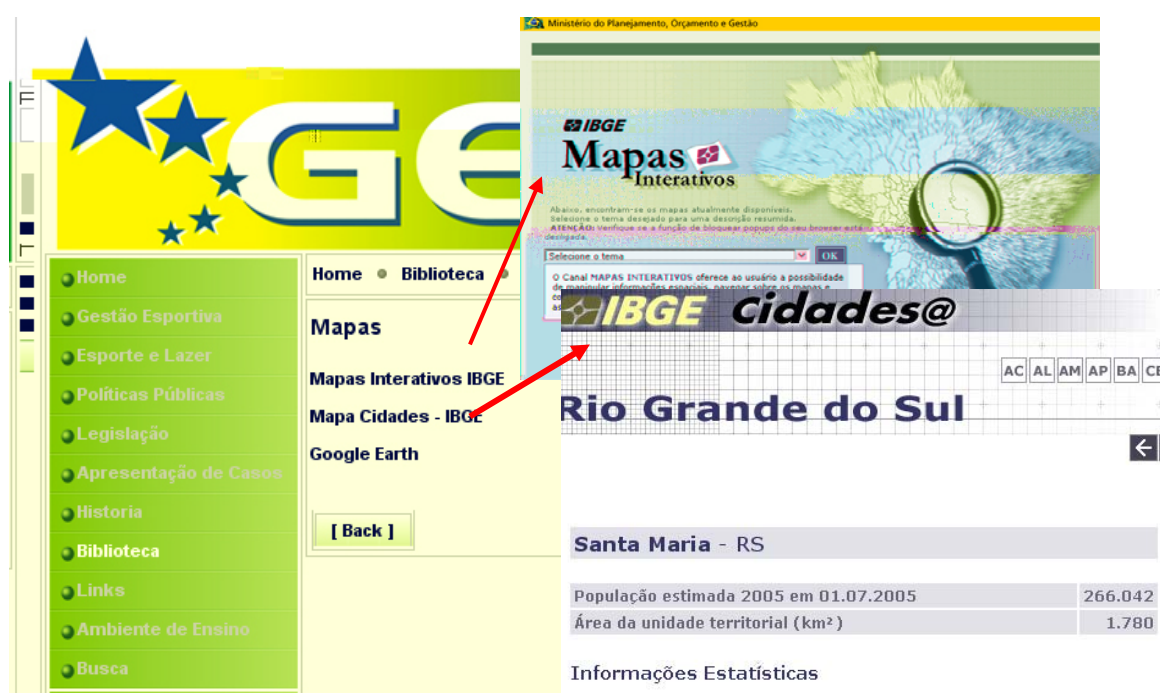 Ministério do Planejamento, Orçamento e Gestão
GE
IBGE
Mapas
Interativos
Abaixo, encontram-se os mapas atualmente disponíveis.
Selecione o tema desejado para uma descrição resumida.
ATENÇÃO: Verifique se a função de bloquear popups do seu browser está
desligada.
Selecione o tema
OK
O Canal MAPAS INTERATIVOS oferece ao usuário a possibilidade
de manipular informações espaciais, navegar sobre os mapas e
Home
Gestão Esportiva
Esporte e Lazer
Políticas Públicas
Legislação
Apresentação de Casos
Historia
Biblioteca
Links
Ambiente de Ensino
Busca
Home Biblioteca
Mapas
Mapas Interativos IBGE
Mapa Cidades - IBGE
Google Earth
[ Back ]
IBGE Cidades@
AC AL AM AP BA CE
Rio Grande do Sul
Santa Maria - RS
População estimada 2005 em 01.07.2005 266.042
Área da unidade territorial (km²) 1.780
Informações Estatísticas